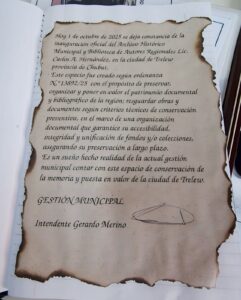 Hoy 1 de octubre de 2025 se deja constancia de la
inauguración oficial del Archivo Histórico
Municipal y Biblioteca de Autores Regionales Lic.
Carlos A. Hernández, en la ciudad de Trelew
provincia de Chubut.
Este espacio fue creado según ordenanza
con el propósito de preservar,
organizar y poner en valor el patrimonio documental
y bibliográfico de la región; resguardar obras y
documentos según criterios técnicos de conservación
preventiva, en el marco de una organización
documental que garantice su accesibilidad,
integridad y unificación de fondos y/o colecciones,
asegurando su preservación a largo plazo.
Es un sueño hecho realidad de la actual gestión
municipal contar con este espacio de conservación de
la memoria y puesta en valor de la ciudad de Trelew.
GESTIÓN MUNICIPAL
Intendente Gerardo Merino